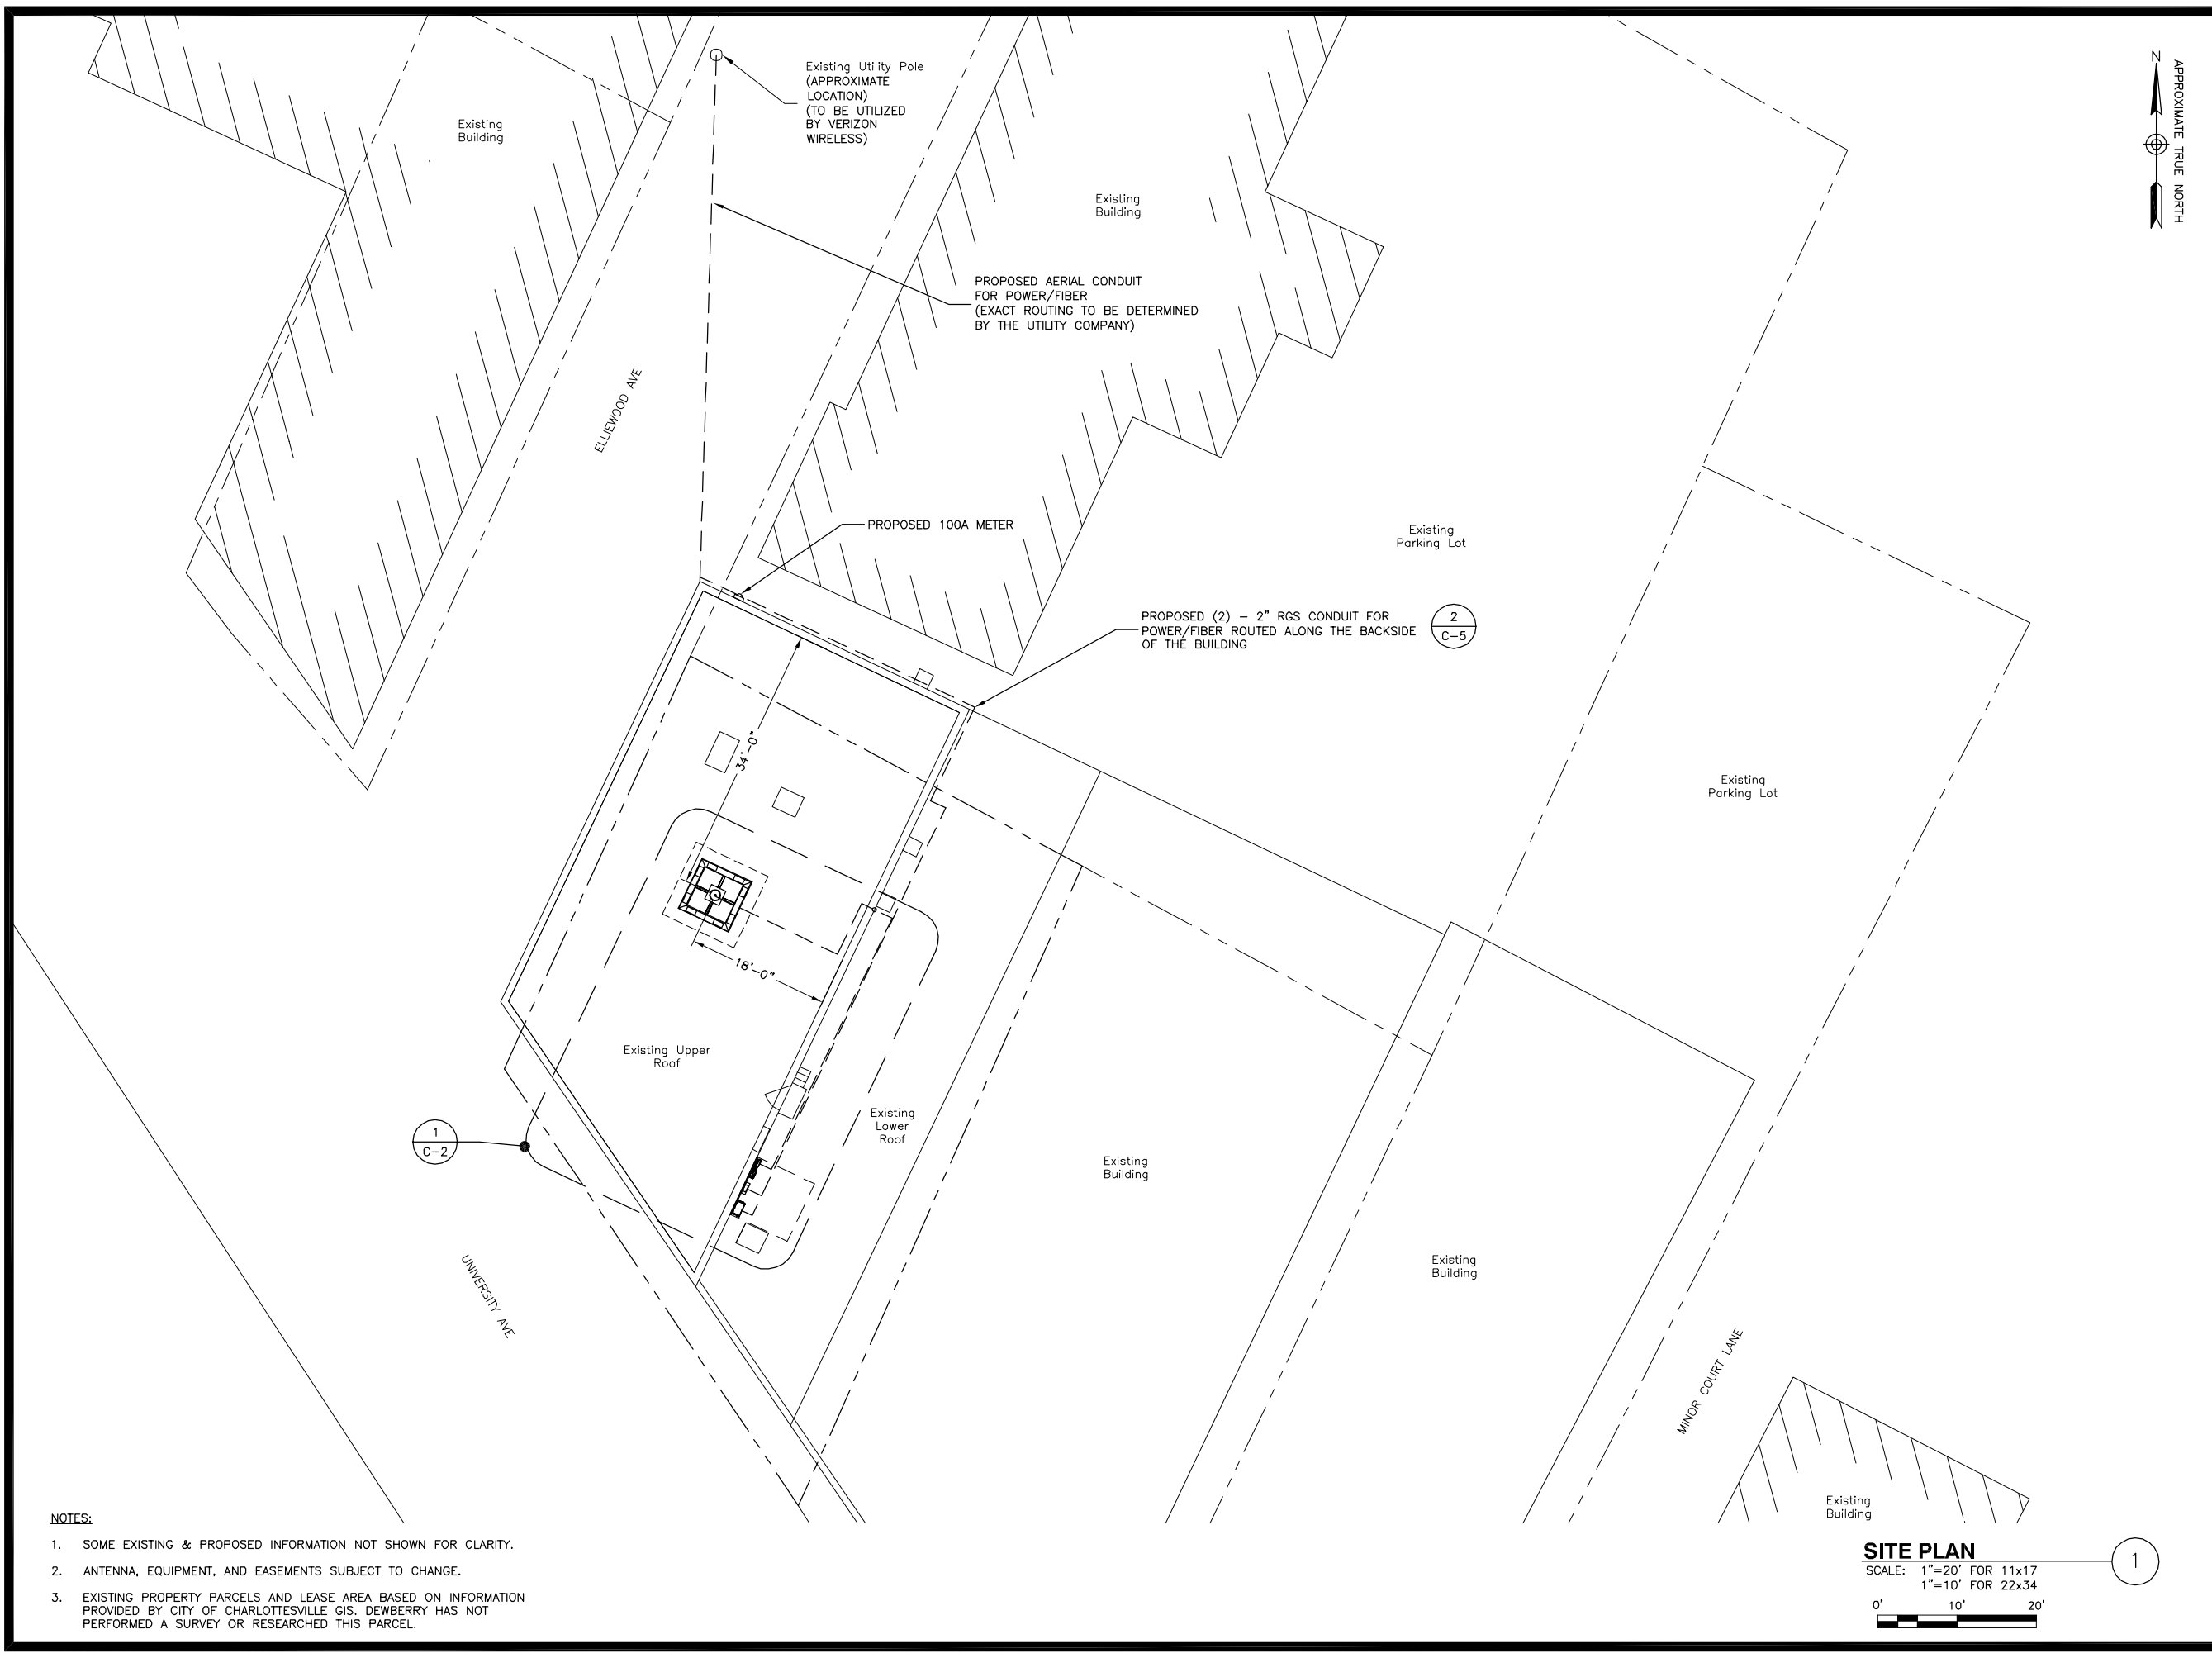 Existing Utility Pole
(APPROXIMATE
LOCATION)
(TO BE UTILIZED
BY VERIZON
WIRELESS)
N
APPROXIMATE TRUE NORTH
Existing
Building
Existing
Building
PROPOSED AERIAL CONDUIT
FOR POWER/FIBER
(EXACT ROUTING TO BE DETERMINED
BY THE UTILITY COMPANY)
ELLIEWOOD AVE
PROPOSED 100A METER
Existing
Parking Lot
PROPOSED (2) – 2" RGS CONDUIT FOR
POWER/FIBER ROUTED ALONG THE BACKSIDE
OF THE BUILDING
2
C–5
34'–0"
Existing
Parking Lot
18'–0"
Existing Upper
Roof
Existing
Lower
Roof
1
C–2
Existing
Building
Existing
Building
UNIVERSITY AVE
MINOR COURT LANE
Existing
Building
NOTES:
1. SOME EXISTING & PROPOSED INFORMATION NOT SHOWN FOR CLARITY.
2. ANTENNA, EQUIPMENT, AND EASEMENTS SUBJECT TO CHANGE.
3. EXISTING PROPERTY PARCELS AND LEASE AREA BASED ON INFORMATION
PROVIDED BY CITY OF CHARLOTTESVILLE GIS. DEWBERRY HAS NOT
PERFORMED A SURVEY OR RESEARCHED THIS PARCEL.
SITE PLAN
1
SCALE: 1"=20' FOR 11x17
1"=10' FOR 22x34
0' 10' 20'